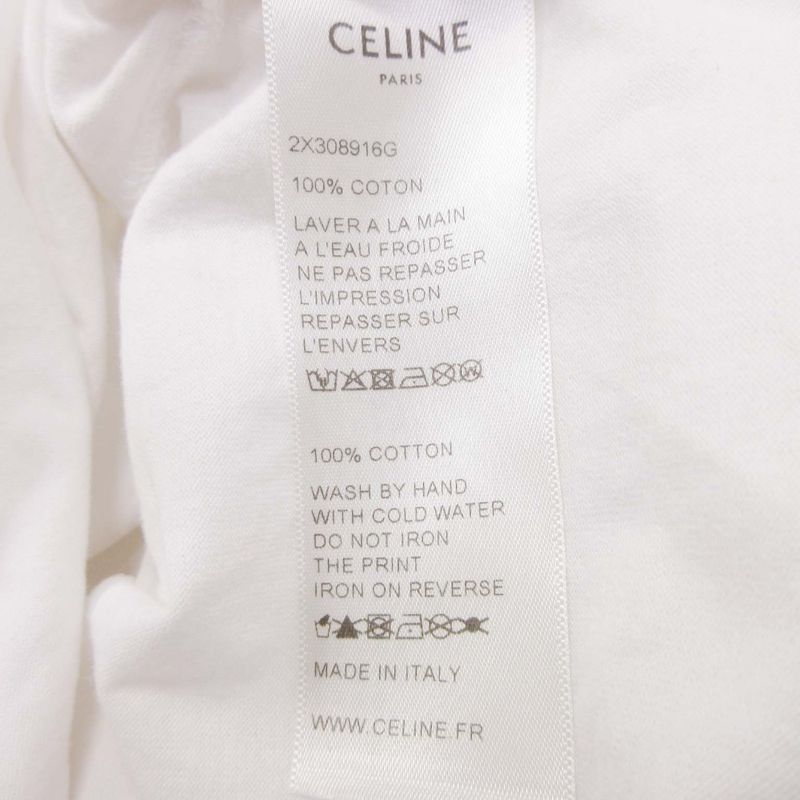 CELINE
PARIS
2X308916G
100% COTON
LAVER A LA MAIN
A L'EAU FROIDE
NE PAS REPASSER
L'IMPRESSION
REPASSER SUR
L'ENVERS
100% COTTON
WASH BY HAND
WITH COLD WATER
DO NOT IRON
THE PRINT
IRON ON REVERSE
MADE IN ITALY
WWW.CELINE.FR